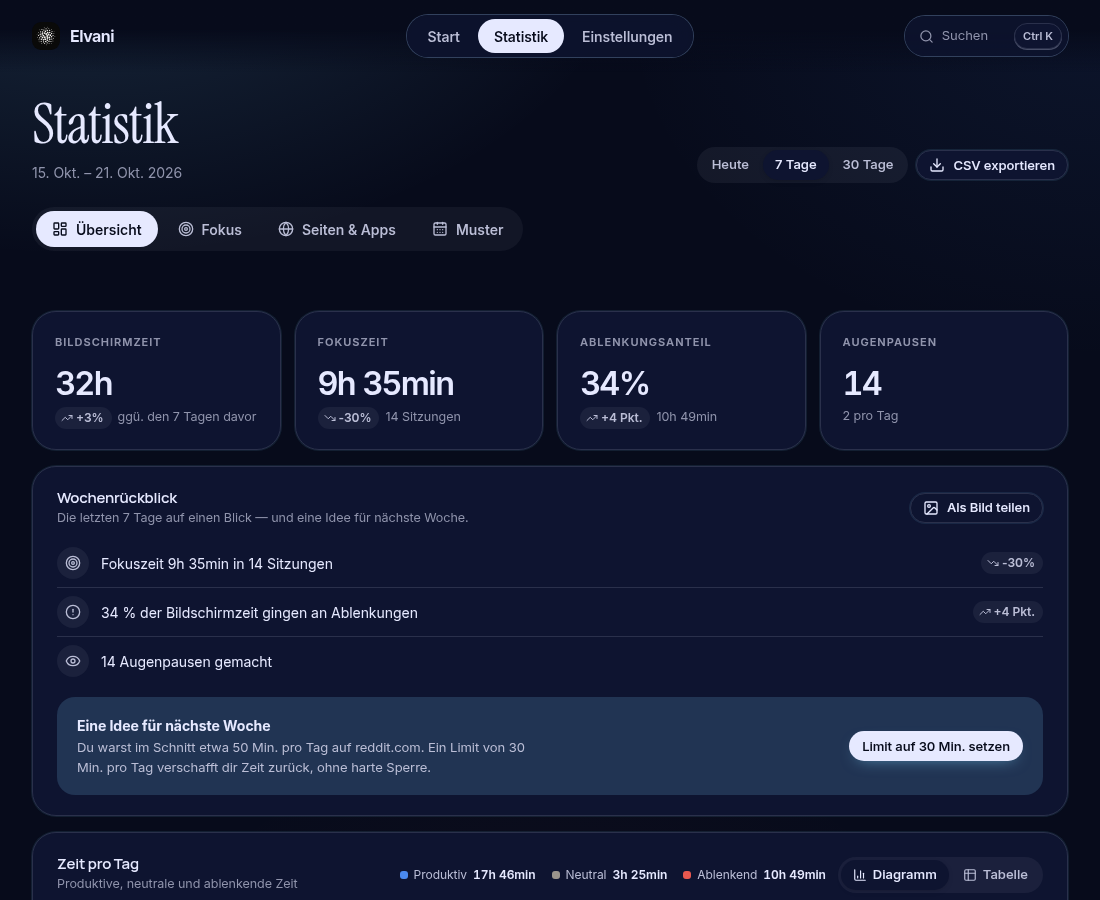 Elvani
Start Statistik Einstellungen
Suchen Ctrl K
Statistik
15. Okt. – 21. Okt. 2026
Heute 7 Tage 30 Tage CSV exportieren
Übersicht Fokus Seiten & Apps Muster
BILDSCHIRMZEIT
32h
+3% ggü. den 7 Tagen davor
FOKUSZEIT
9h 35min
-30% 14 Sitzungen
ABLENKUNGSANTEIL
34%
+4 Pkt. 10h 49min
AUGENPAUSEN
14
2 pro Tag
Wochenrückblick
Die letzten 7 Tage auf einen Blick — und eine Idee für nächste Woche.
Als Bild teilen
Fokuszeit 9h 35min in 14 Sitzungen -30%
34 % der Bildschirmzeit gingen an Ablenkungen +4 Pkt.
14 Augenpausen gemacht
Eine Idee für nächste Woche
Du warst im Schnitt etwa 50 Min. pro Tag auf reddit.com. Ein Limit von 30
Min. pro Tag verschafft dir Zeit zurück, ohne harte Sperre.
Limit auf 30 Min. setzen
Zeit pro Tag
Produktive, neutrale und ablenkende Zeit
Produktiv 17h 46min Neutral 3h 25min Ablenkend 10h 49min
Diagramm Tabelle